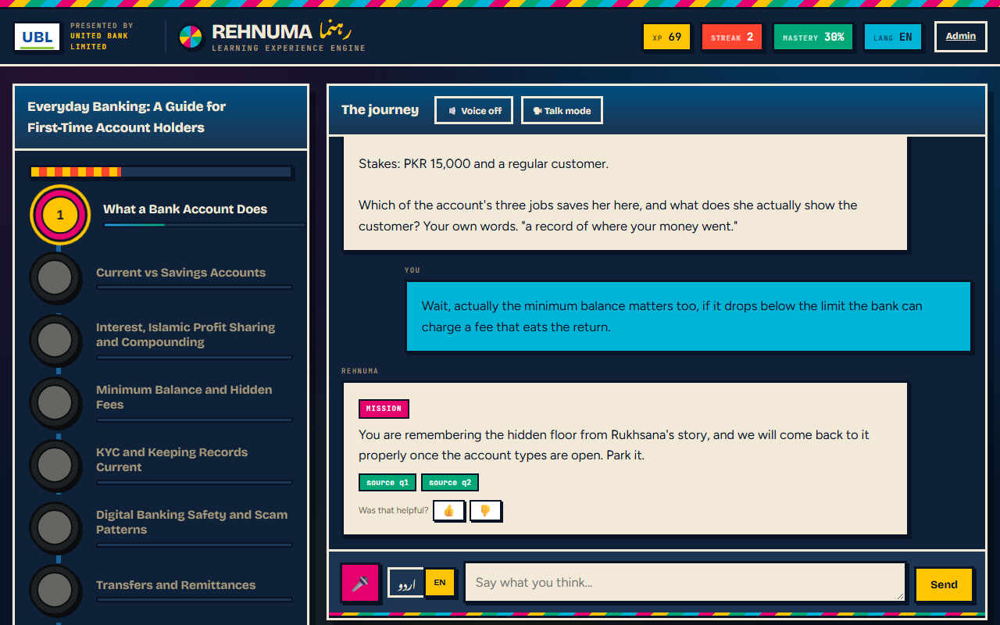 UBL
PRESENTED BY
UNITED BANK
LIMITED
REHNUMA رہنما
LEARNING EXPERIENCE ENGINE
XP 69
STREAK 2
MASTERY 30%
LANG EN
Admin
Everyday Banking: A Guide for
First-Time Account Holders
1
What a Bank Account Does
Current vs Savings Accounts
Interest, Islamic Profit Sharing
and Compounding
Minimum Balance and Hidden
Fees
KYC and Keeping Records
Current
Digital Banking Safety and Scam
Patterns
Transfers and Remittances
The journey
Voice off
Talk mode
Stakes: PKR 15,000 and a regular customer.
Which of the account's three jobs saves her here, and what does she actually show the
customer? Your own words. "a record of where your money went."
YOU
Wait, actually the minimum balance matters too, if it drops below the limit the bank can
charge a fee that eats the return.
REHNUMA
MISSION
You are remembering the hidden floor from Rukhsana's story, and we will come back to it
properly once the account types are open. Park it.
source q1
source q2
Was that helpful?
اردو
EN
Say what you think...
Send